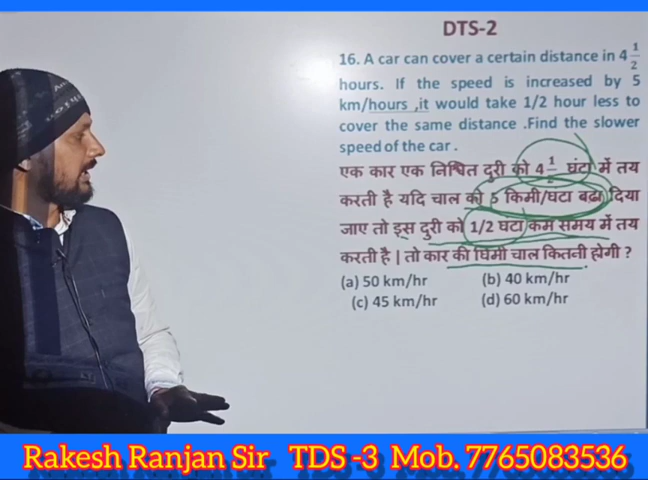 DTS-2
16. A car can cover a certain distance in 4 1/2
hours. If the speed is increased by 5
km/hours ,it would take 1/2 hour less to
cover the same distance .Find the slower
speed of the car .
एक कार एक निश्चित दुरी को 4 1/ घंटा में तय
करती है यदि चाल को 5 किमी/घटा बढ़ा दिया
जाए तो इस दुरी को 1/2 घंटा कम समय में तय
करती है | तो कार की घिमी चाल कितनी होगी ?
(a) 50 km/hr (b) 40 km/hr
(c) 45 km/hr (d) 60 km/hr
Rakesh Ranjan Sir TDS -3 Mob. 7765083536